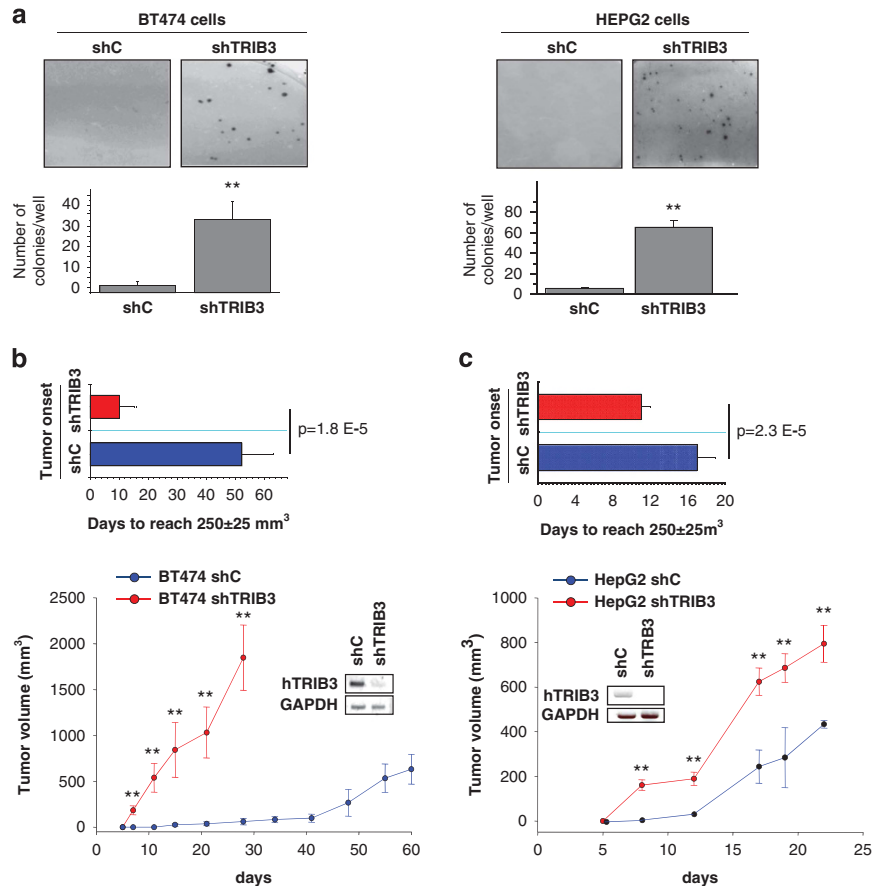 a
BT474 cells
shC shTRIB3
Number of colonies/well
40
30
20
10
0
**
shC shTRIB3
HEPG2 cells
shC shTRIB3
Number of colonies/well
80
60
40
20
0
**
shC shTRIB3
b
Tumor onset
shTRIB3
shC
p=1.8 E-5
0 10 20 30 40 50 60
Days to reach 250±25 mm3
BT474 shC
BT474 shTRIB3
Tumor volume (mm3)
2500
2000
1500
1000
500
0
** ** ** ** **
shC shTRIB3
hTRIB3
GAPDH
0 10 20 30 40 50 60
days
c
Tumor onset
shTRIB3
shC
p=2.3 E-5
0 4 8 12 16 20
Days to reach 250±25m3
HepG2 shC
HepG2 shTRIB3
Tumor volume (mm3)
1000
800
600
400
200
0
** ** ** ** **
shC shTRB3
hTRIB3
GAPDH
0 5 10 15 20 25
days